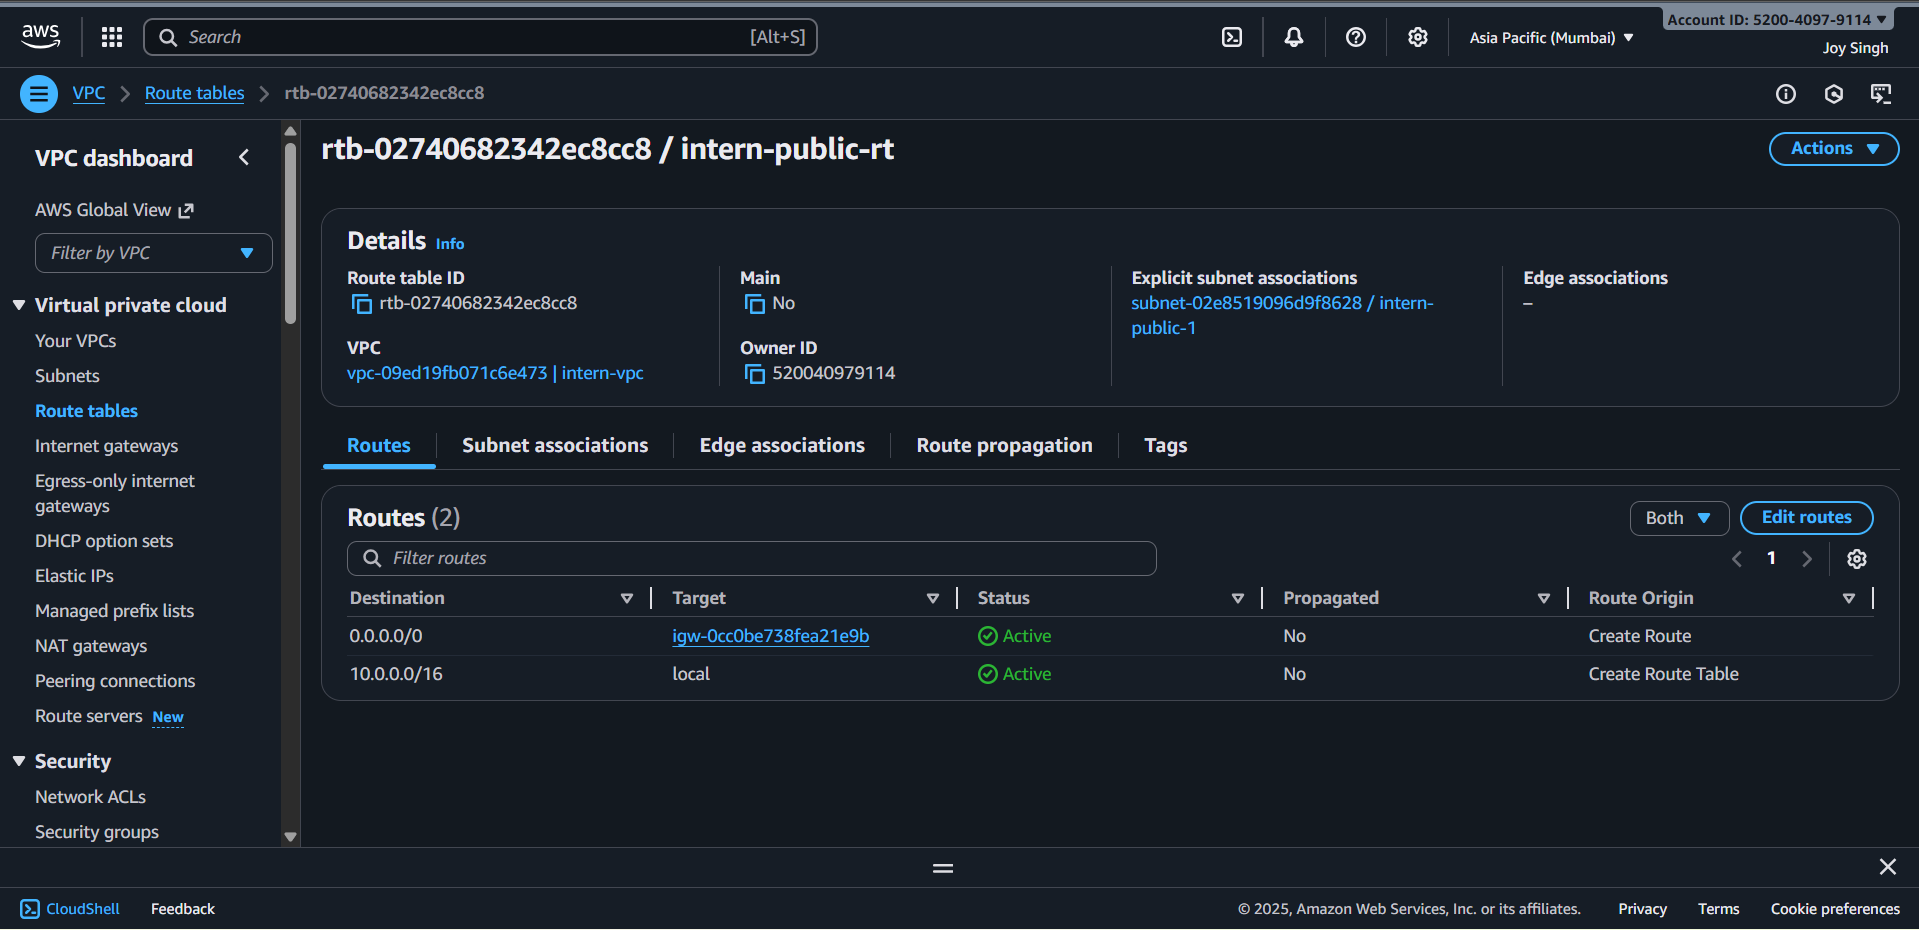 aws
Search [Alt+S]
Asia Pacific (Mumbai)
Account ID: 5200-4097-9114
Joy Singh
VPC Route tables rtb-02740682342ec8cc8
VPC dashboard
AWS Global View
Filter by VPC
Virtual private cloud
Your VPCs
Subnets
Route tables
Internet gateways
Egress-only internet
gateways
DHCP option sets
Elastic IPs
Managed prefix lists
NAT gateways
Peering connections
Route servers New
Security
Network ACLs
Security groups
rtb-02740682342ec8cc8 / intern-public-rt
Actions
Details Info
Route table ID
rtb-02740682342ec8cc8
VPC
vpc-09ed19fb071c6e473 | intern-vpc
Main
No
Owner ID
520040979114
Explicit subnet associations
subnet-02e8519096d9f8628 / intern-
public-1
Edge associations
–
Routes Subnet associations Edge associations Route propagation Tags
Routes (2)
Both Edit routes
Filter routes
1
Destination Target Status Propagated Route Origin
0.0.0.0/0 igw-0cc0be738fea21e9b Active No Create Route
10.0.0.0/16 local Active No Create Route Table
CloudShell Feedback © 2025, Amazon Web Services, Inc. or its affiliates. Privacy Terms Cookie preferences